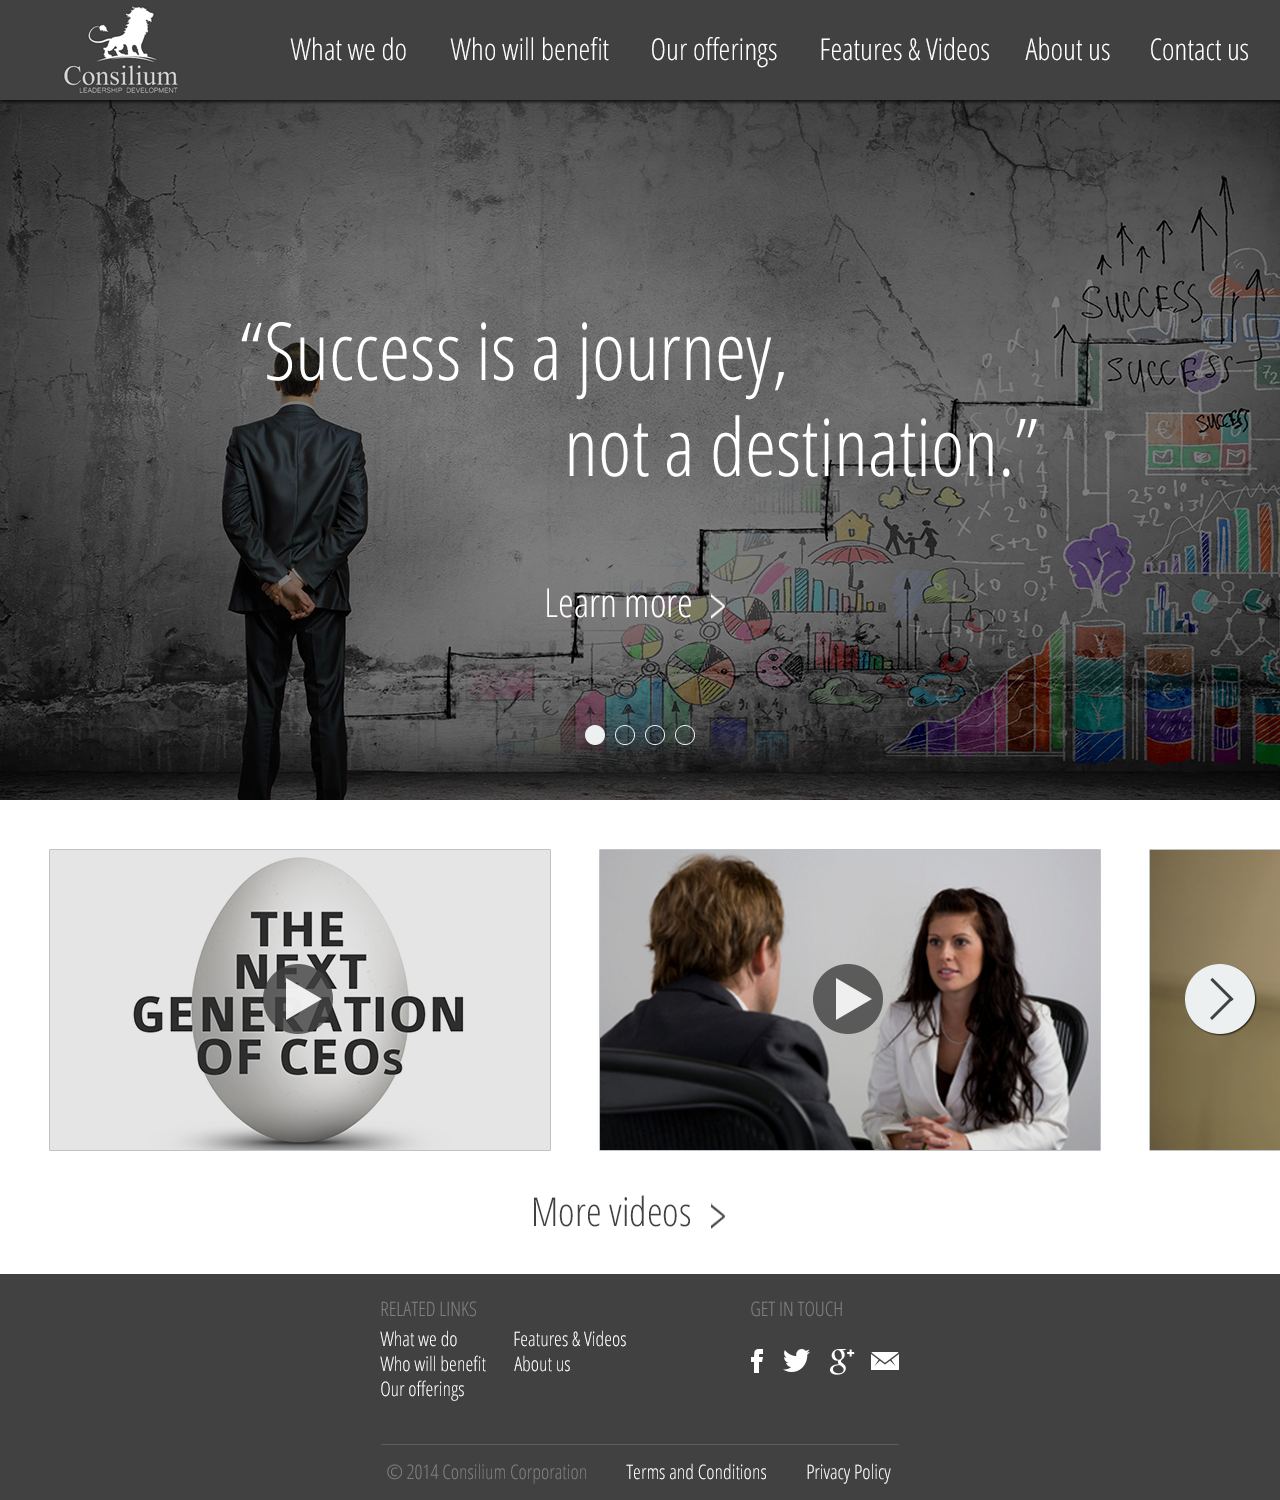 Consilium
LEADERSHIP DEVELOPMENT
What we do
Who will benefit
Our offerings
Features & Videos
About us
Contact us
SUCCESS
SUCCESS
SUCCESS
“Success is a journey,
not a destination.”
Learn more >
THE
NEXT
GENERATION
OF CEOs
More videos >
RELATED LINKS
What we do
Features & Videos
Who will benefit
About us
Our offerings
GET IN TOUCH
© 2014 Consilium Corporation
Terms and Conditions
Privacy Policy